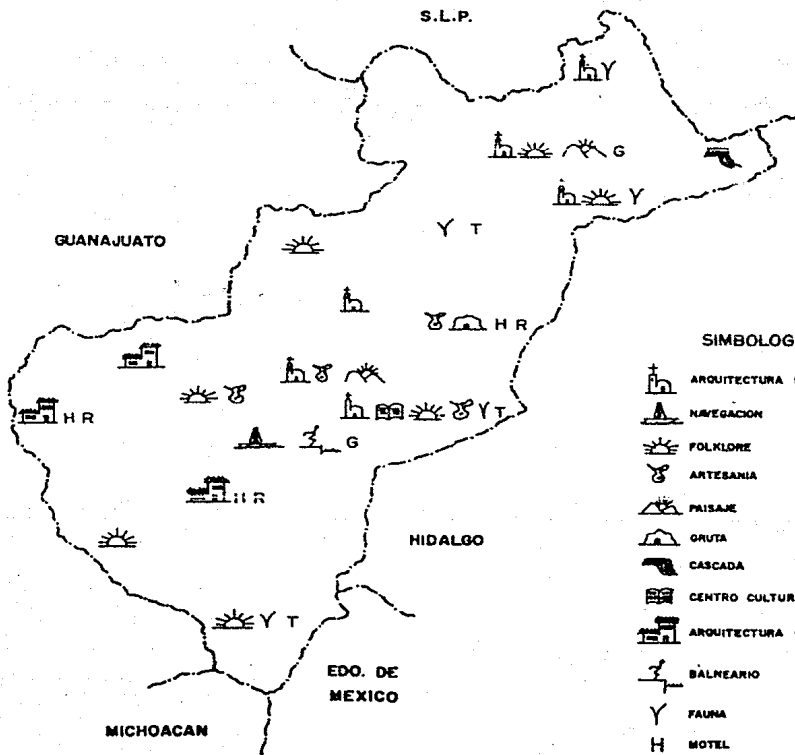 S.L.P.
Y
G
Y
GUANAJUATO
Y T
H R
H R
Y T
G
H R
HIDALGO
Y T
EDO. DE
MEXICO
MICHOACAN
SIMBOLOG
ARQUITECTURA
NAVEGACION
FOLKLORE
ARTESANIA
PAISAJE
GRUTA
CASCADA
CENTRO CULTUR
ARQUITECTURA
BALNEARIO
Y FAUNA
H MOTEL